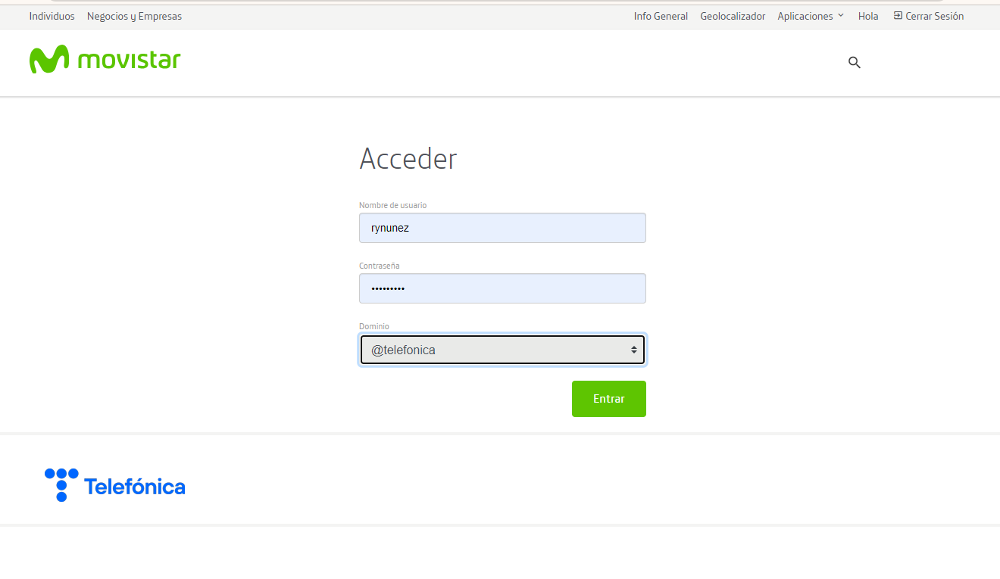 Individuos Negocios y Empresas Info General Geolocalizador Aplicaciones Hola Cerrar Sesión
movistar
Acceder
Nombre de usuario
rynunez
Contraseña
•••••••••
Dominio
@telefonica
Entrar
Telefónica